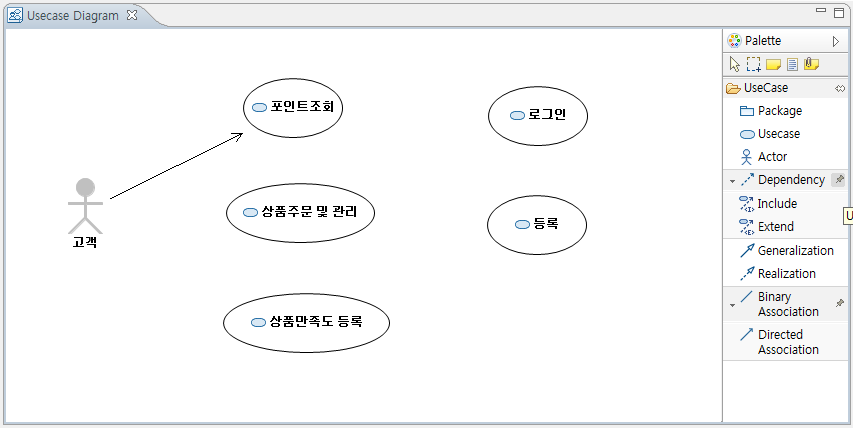 Usecase Diagram
포인트조회
로그인
상품주문 및 관리
고객
등록
상품만족도 등록
Palette
UseCase
Package
Usecase
Actor
Dependency
Include
U
Extend
Generalization
Realization
Binary
Association
Directed
Association